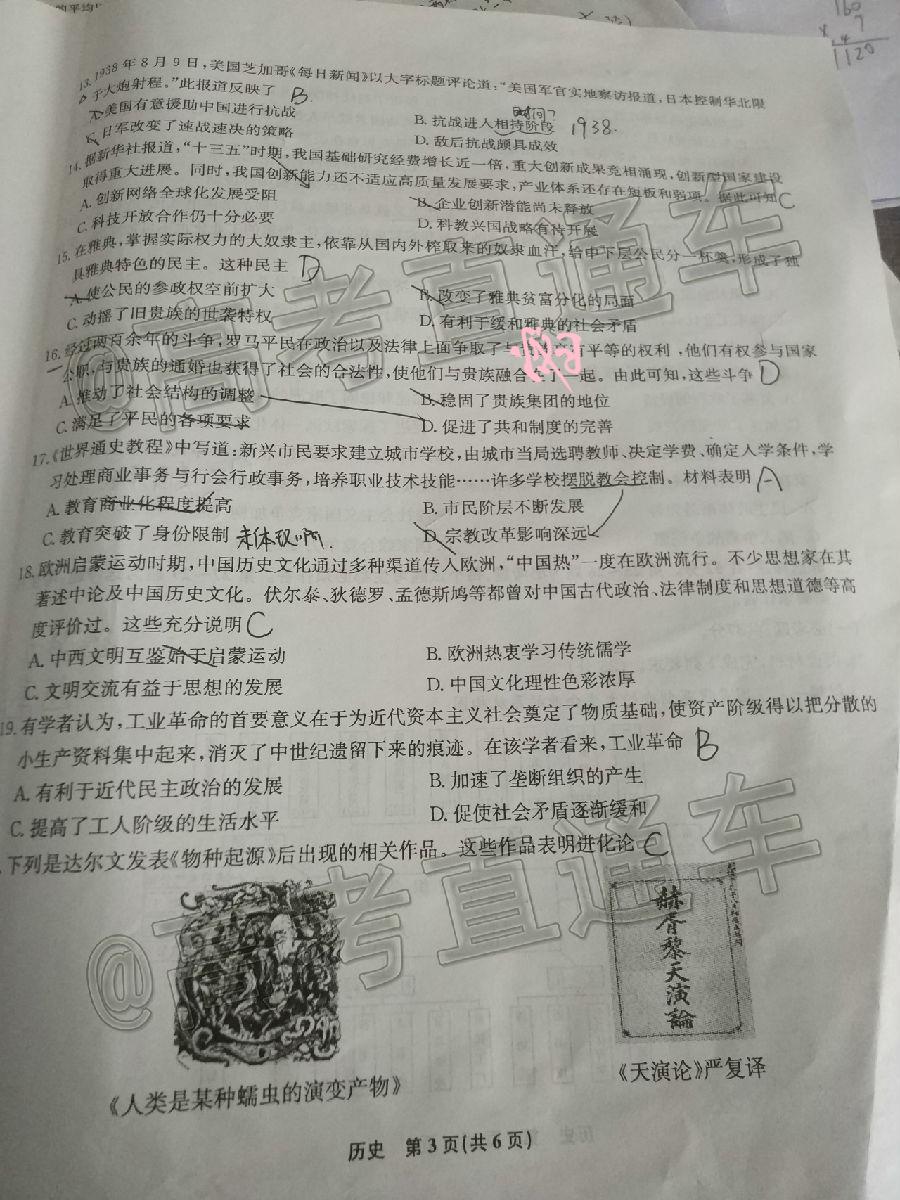 160
× 7
1120
13. 1938年8月9日,美国芝加哥《每日新闻》以大字标题评论道:“美国军官实地察访报道,日本控制华北限
于大炮射程。”此报道反映了 B
A. 美国有意援助中国进行抗战
B. 抗战进入相持阶段 时间? 1938.
C. 日军改变了速战速决的策略
D. 敌后抗战颇具成效
14. 据新华社报道,“十三五”时期,我国基础研究经费增长近一倍,重大创新成果竞相涌现,创新型国家建设
取得重大进展。同时,我国创新能力还不适应高质量发展要求,产业体系还存在短板和弱项。据此可知 C
A. 创新网络全球化发展受阻
B. 企业创新潜能尚未释放
C. 科技开放合作仍十分必要
D. 科教兴国战略有待开展
15. 在雅典,掌握实际权力的大奴隶主,依靠从国内外榨取来的奴隶血汗,给中下层公民分一杯羹,形成了独
具雅典特色的民主。这种民主 D
A. 使公民的参政权空前扩大
B. 改变了雅典贫富分化的局面
C. 动摇了旧贵族的世袭特权
D. 有利于缓和雅典的社会矛盾
16. 经过两百余年的斗争,罗马平民在政治以及法律上面争取了与 平等的权利,他们有权参与国家
公职,与贵族的通婚也获得了社会的合法性,使他们与贵族融合 了一起。由此可知,这些斗争 D
A. 推动了社会结构的调整
B. 稳固了贵族集团的地位
C. 满足了平民的各项要求
D. 促进了共和制度的完善
17. 《世界通史教程》中写道:新兴市民要求建立城市学校,由城市当局选聘教师、决定学费、确定入学条件,学
习处理商业事务与行会行政事务,培养职业技术技能……许多学校摆脱教会控制。材料表明 A
A. 教育商业化程度提高
B. 市民阶层不断发展
C. 教育突破了身份限制 未体现啊.
D. 宗教改革影响深远
18. 欧洲启蒙运动时期,中国历史文化通过多种渠道传入欧洲,“中国热”一度在欧洲流行。不少思想家在其
著述中论及中国历史文化。伏尔泰、狄德罗、孟德斯鸠等都曾对中国古代政治、法律制度和思想道德等高
度评价过。这些充分说明 C
A. 中西文明互鉴始于启蒙运动
B. 欧洲热衷学习传统儒学
C. 文明交流有益于思想的发展
D. 中国文化理性色彩浓厚
19. 有学者认为,工业革命的首要意义在于为近代资本主义社会奠定了物质基础,使资产阶级得以把分散的
小生产资料集中起来,消灭了中世纪遗留下来的痕迹。在该学者看来,工业革命 B
A. 有利于近代民主政治的发展
B. 加速了垄断组织的产生
C. 提高了工人阶级的生活水平
D. 促使社会矛盾逐渐缓和
下列是达尔文发表《物种起源》后出现的相关作品。这些作品表明进化论 C
赫胥黎天演論
《人类是某种蠕虫的演变产物》
《天演论》严复译
历史 第3页(共6页)
@高考直通车
@高考直通车